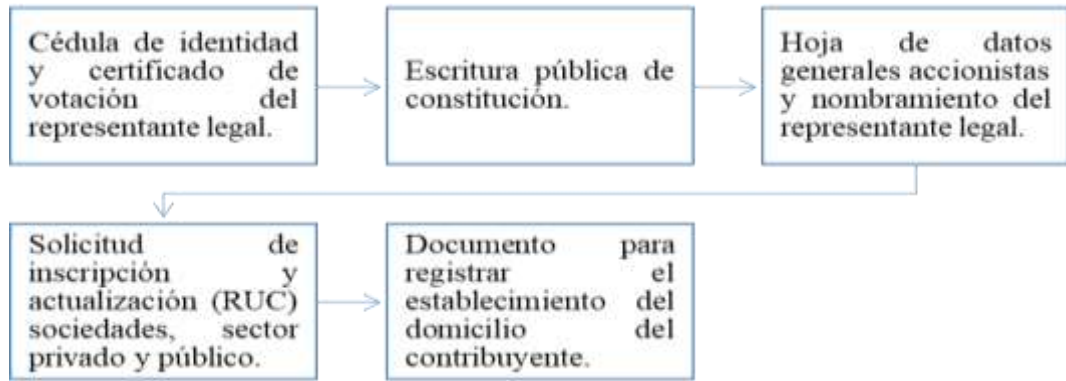 Cédula de identidad
y certificado de
votación del
representante legal.
Escritura pública de
constitución.
Hoja de datos
generales accionistas
y nombramiento del
representante legal.
Solicitud de
inscripción y
actualización (RUC)
sociedades, sector
privado y público.
Documento para
registrar el
establecimiento del
domicilio del
contribuyente.